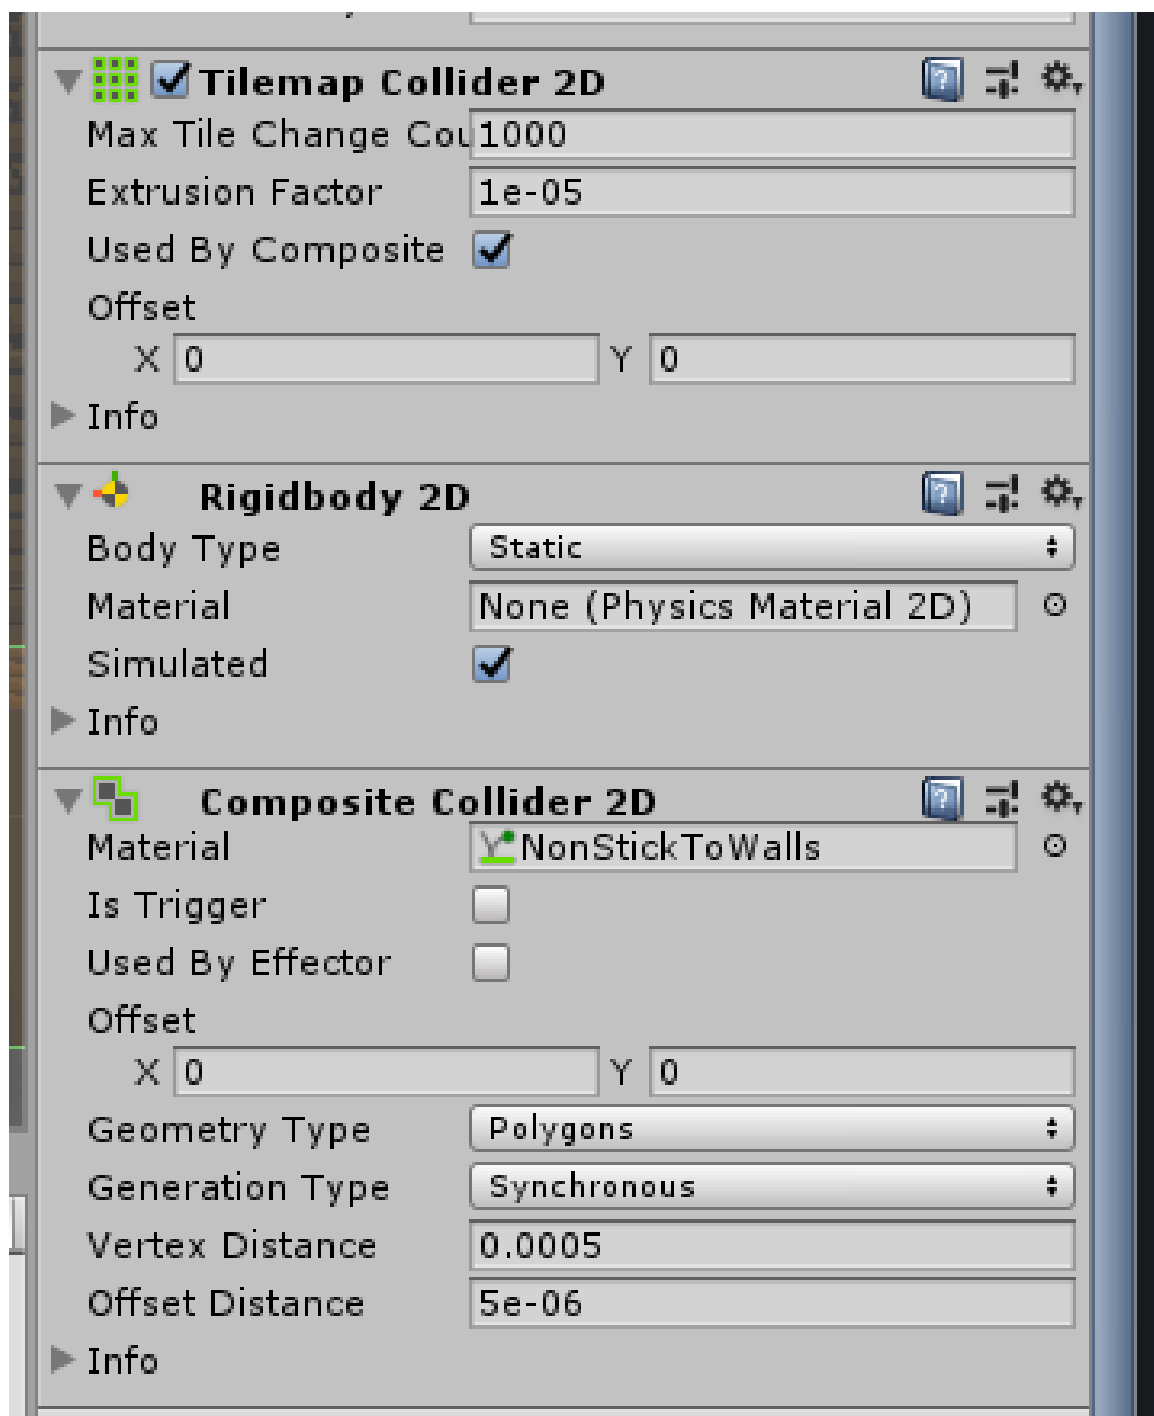 Tilemap Collider 2D
Max Tile Change Cou 1000
Extrusion Factor 1e-05
Used By Composite
Offset
X 0 Y 0
Info
Rigidbody 2D
Body Type Static
Material None (Physics Material 2D)
Simulated
Info
Composite Collider 2D
Material NonStickToWalls
Is Trigger
Used By Effector
Offset
X 0 Y 0
Geometry Type Polygons
Generation Type Synchronous
Vertex Distance 0.0005
Offset Distance 5e-06
Info